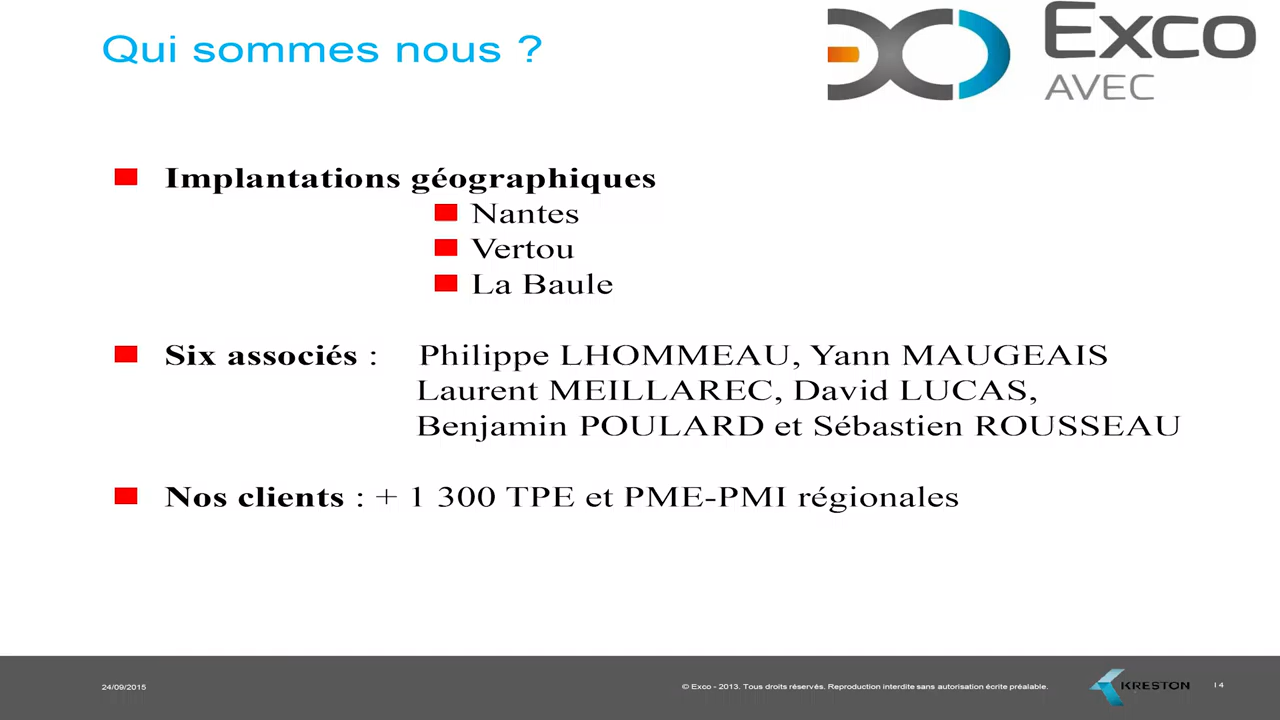 Qui sommes nous ?
Exco
AVEC
Implantations géographiques
Nantes
Vertou
La Baule
Six associés : Philippe LHOMMEAU, Yann MAUGEAIS
Laurent MEILLAREC, David LUCAS,
Benjamin POULARD et Sébastien ROUSSEAU
Nos clients : + 1 300 TPE et PME-PMI régionales
24/09/2015
© Exco - 2013. Tous droits réservés. Reproduction interdite sans autorisation écrite préalable.
KRESTON
I 4